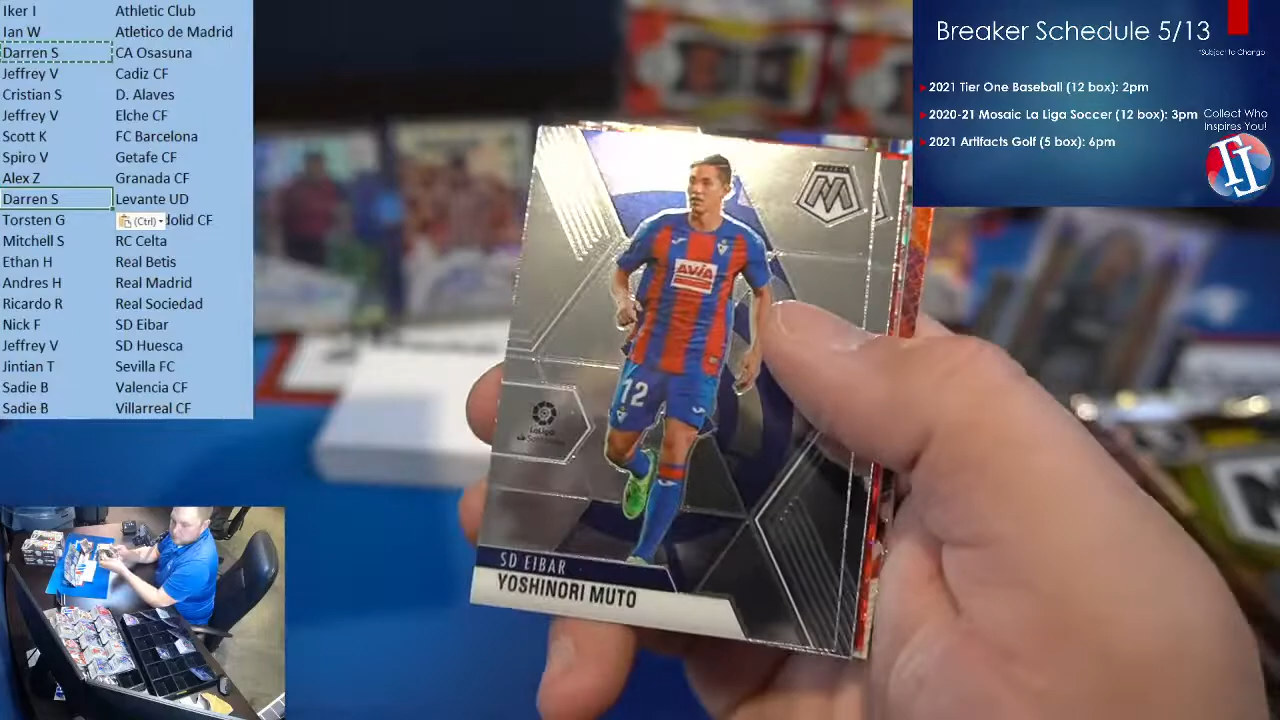 Iker I Athletic Club
Ian W Atletico de Madrid
Darren S CA Osasuna
Jeffrey V Cadiz CF
Cristian S D. Alaves
Jeffrey V Elche CF
Scott K FC Barcelona
Spiro V Getafe CF
Alex Z Granada CF
Darren S Levante UD
Torsten G (Ctrl) dolid CF
Mitchell S RC Celta
Ethan H Real Betis
Andres H Real Madrid
Ricardo R Real Sociedad
Nick F SD Eibar
Jeffrey V SD Huesca
Jintian T Sevilla FC
Sadie B Valencia CF
Sadie B Villarreal CF
Breaker Schedule 5/13
*Subject to Change
2021 Tier One Baseball (12 box): 2pm
2020-21 Mosaic La Liga Soccer (12 box): 3pm
2021 Artifacts Golf (5 box): 6pm
Collect Who
Inspires You!
M
AVIA
12
LaLiga
SD EIBAR
YOSHINORI MUTO